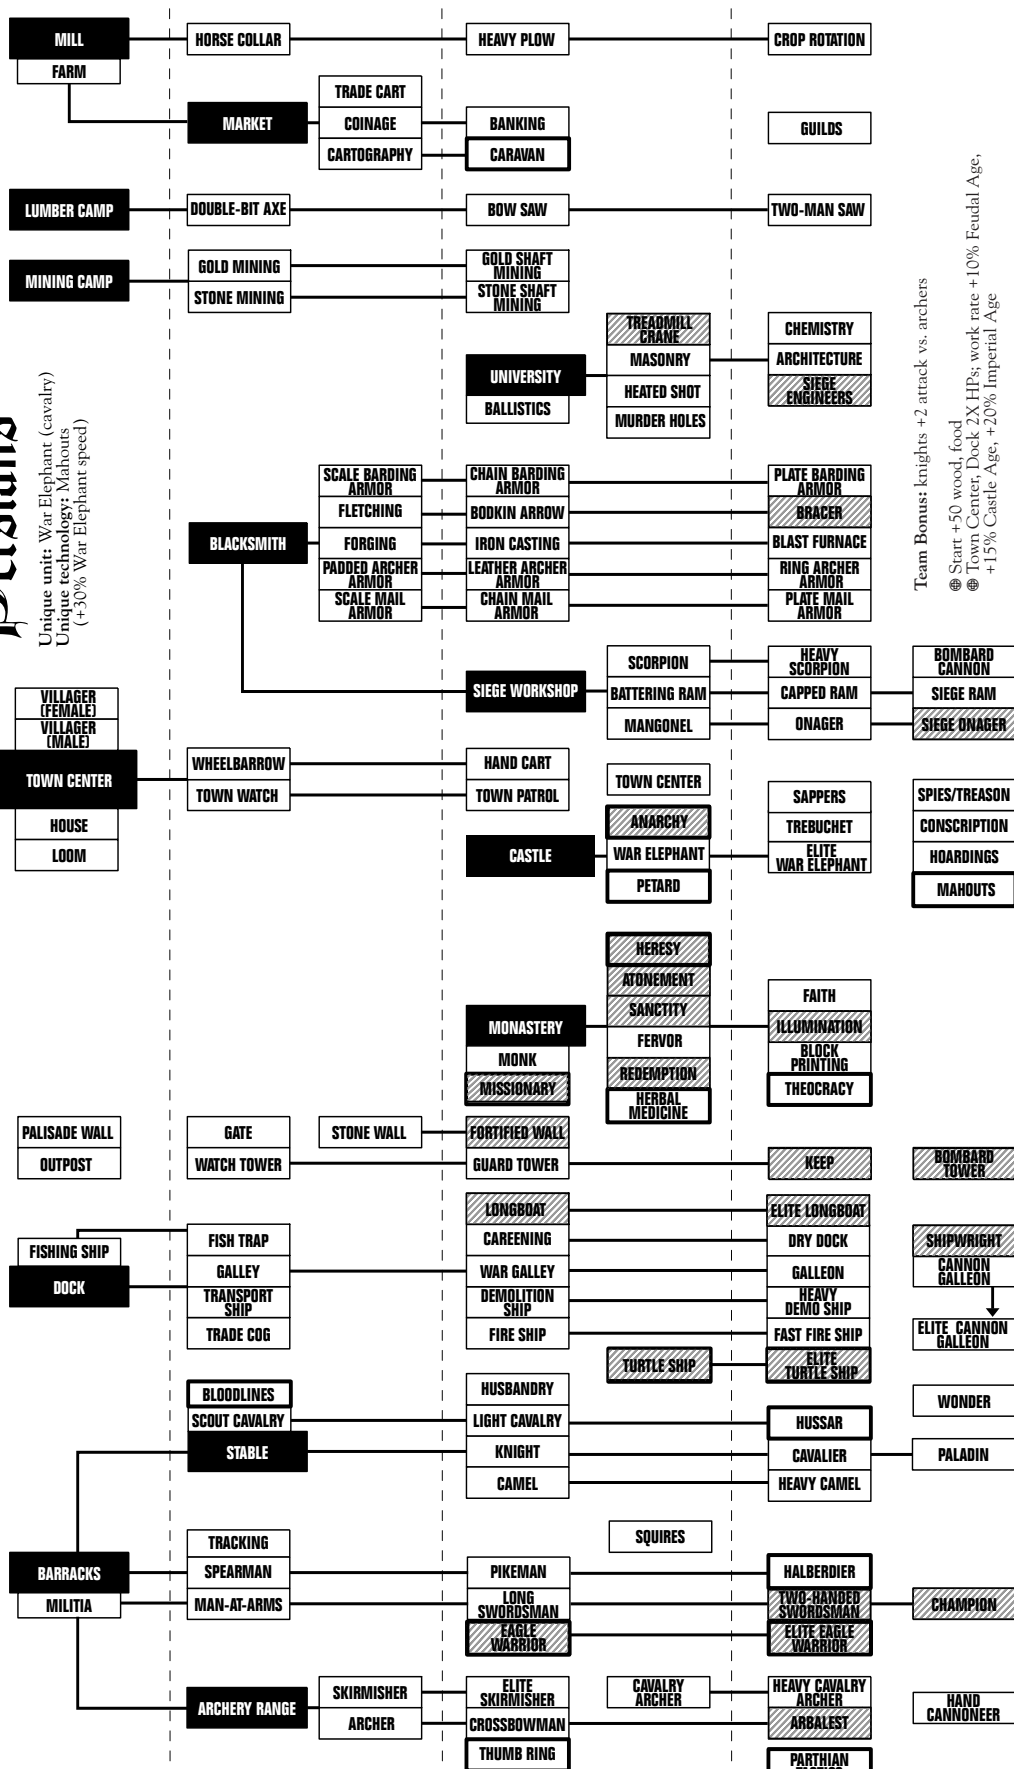 MILL
FARM
HORSE COLLAR
HEAVY PLOW
CROP ROTATION
MARKET
TRADE CART
COINAGE
CARTOGRAPHY
BANKING
CARAVAN
GUILDS
LUMBER CAMP
DOUBLE-BIT AXE
BOW SAW
TWO-MAN SAW
MINING CAMP
GOLD MINING
STONE MINING
GOLD SHAFT
MINING
STONE SHAFT
MINING
UNIVERSITY
BALLISTICS
TREADMILL
CRANE
MASONRY
HEATED SHOT
MURDER HOLES
CHEMISTRY
ARCHITECTURE
SIEGE
ENGINEERS
Persians
Unique unit: War Elephant (cavalry)
Unique technology: Mahouts
(+30% War Elephant speed)
Team Bonus: knights +2 attack vs. archers
Start +50 wood, food
Town Center, Dock 2X HPs; work rate +10% Feudal Age,
+15% Castle Age, +20% Imperial Age
BLACKSMITH
SCALE BARDING
ARMOR
FLETCHING
FORGING
PADDED ARCHER
ARMOR
SCALE MAIL
ARMOR
CHAIN BARDING
ARMOR
BODKIN ARROW
IRON CASTING
LEATHER ARCHER
ARMOR
CHAIN MAIL
ARMOR
PLATE BARDING
ARMOR
BRACER
BLAST FURNACE
RING ARCHER
ARMOR
PLATE MAIL
ARMOR
SIEGE WORKSHOP
SCORPION
BATTERING RAM
MANGONEL
HEAVY
SCORPION
CAPPED RAM
ONAGER
BOMBARD
CANNON
SIEGE RAM
SIEGE ONAGER
VILLAGER
(FEMALE)
VILLAGER
(MALE)
TOWN CENTER
HOUSE
LOOM
WHEELBARROW
TOWN WATCH
HAND CART
TOWN PATROL
TOWN CENTER
CASTLE
ANARCHY
WAR ELEPHANT
PETARD
SAPPERS
TREBUCHET
ELITE
WAR ELEPHANT
SPIES/TREASON
CONSCRIPTION
HOARDINGS
MAHOUTS
MONASTERY
MONK
MISSIONARY
HERESY
ATONEMENT
SANCTITY
FERVOR
REDEMPTION
HERBAL
MEDICINE
FAITH
ILLUMINATION
BLOCK
PRINTING
THEOCRACY
PALISADE WALL
OUTPOST
GATE
WATCH TOWER
STONE WALL
FORTIFIED WALL
GUARD TOWER
KEEP
BOMBARD
TOWER
FISHING SHIP
DOCK
FISH TRAP
GALLEY
TRANSPORT
SHIP
TRADE COG
LONGBOAT
CAREENING
WAR GALLEY
DEMOLITION
SHIP
FIRE SHIP
TURTLE SHIP
ELITE LONGBOAT
DRY DOCK
GALLEON
HEAVY
DEMO SHIP
FAST FIRE SHIP
ELITE
TURTLE SHIP
SHIPWRIGHT
CANNON
GALLEON
ELITE CANNON
GALLEON
BLOODLINES
SCOUT CAVALRY
STABLE
HUSBANDRY
LIGHT CAVALRY
KNIGHT
CAMEL
HUSSAR
CAVALIER
HEAVY CAMEL
WONDER
PALADIN
BARRACKS
MILITIA
TRACKING
SPEARMAN
MAN-AT-ARMS
SQUIRES
PIKEMAN
LONG
SWORDSMAN
EAGLE
WARRIOR
HALBERDIER
TWO-HANDED
SWORDSMAN
ELITE EAGLE
WARRIOR
CHAMPION
ARCHERY RANGE
SKIRMISHER
ARCHER
ELITE
SKIRMISHER
CROSSBOWMAN
THUMB RING
CAVALRY
ARCHER
HEAVY CAVALRY
ARCHER
ARBALEST
PARTHIAN
HAND
CANNONEER